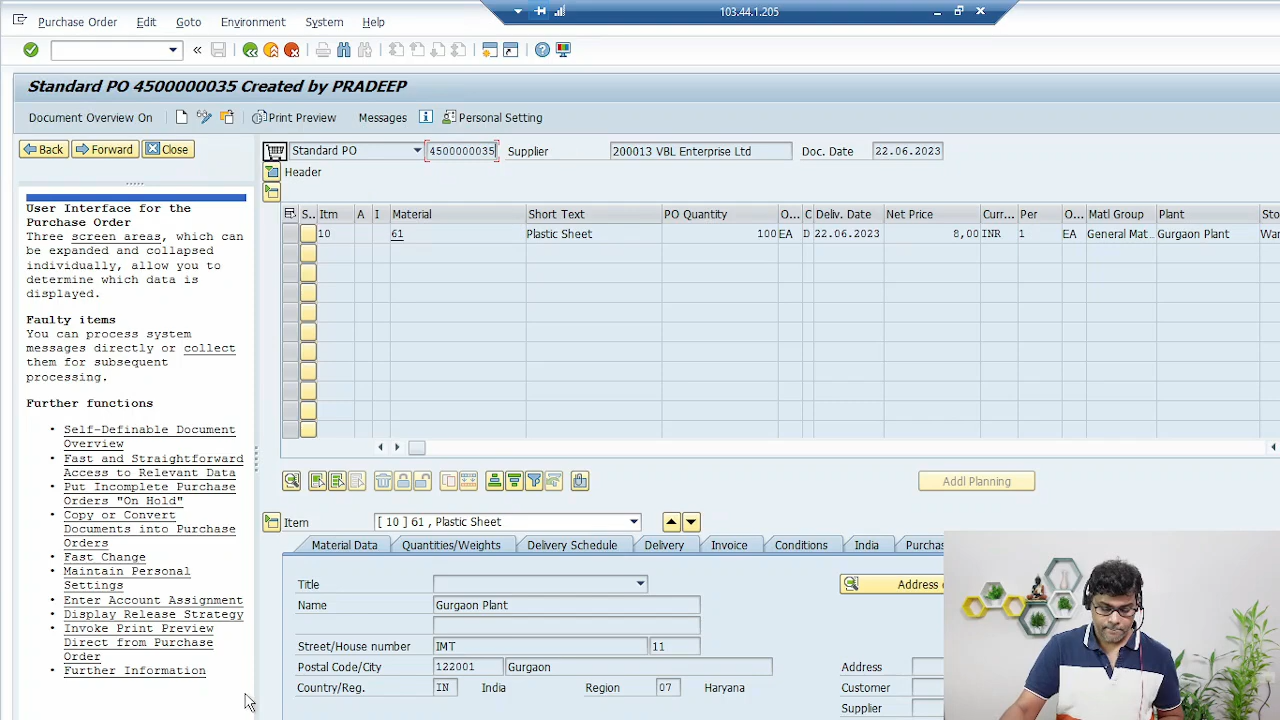 103.44.1.205
Purchase Order Edit Goto Environment System Help
Standard PO 4500000035 Created by PRADEEP
Document Overview On Print Preview Messages Personal Setting
Back Forward Close
Standard PO 4500000035 Supplier 200013 VBL Enterprise Ltd Doc. Date 22.06.2023
Header
S.. Itm A I Material Short Text PO Quantity O... C Deliv. Date Net Price Curr... Per O... Matl Group Plant Sto
10 61 Plastic Sheet 100 EA D 22.06.2023 8,00 INR 1 EA General Mat.. Gurgaon Plant War
User Interface for the
Purchase Order
Three screen areas, which can
be expanded and collapsed
individually, allow you to
determine which data is
displayed.
Faulty items
You can process system
messages directly or collect
them for subsequent
processing.
Further functions
• Self-Definable Document
Overview
• Fast and Straightforward
Access to Relevant Data
• Put Incomplete Purchase
Orders "On Hold"
• Copy or Convert
Documents into Purchase
Orders
• Fast Change
• Maintain Personal
Settings
• Enter Account Assignment
• Display Release Strategy
• Invoke Print Preview
Direct from Purchase
Order
• Further Information
Addl Planning
Item [ 10 ] 61 , Plastic Sheet
Material Data Quantities/Weights Delivery Schedule Delivery Invoice Conditions India Purchas
Title Address
Name Gurgaon Plant
Street/House number IMT 11
Postal Code/City 122001 Gurgaon Address
Country/Reg. IN India Region 07 Haryana Customer
Supplier